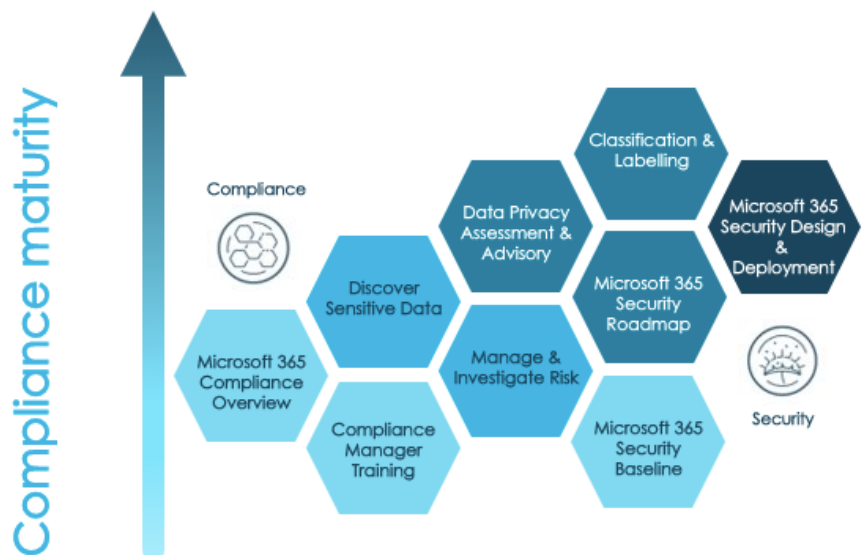 Compliance maturity
Compliance
Microsoft 365
Compliance
Overview
Discover
Sensitive Data
Compliance
Manager
Training
Data Privacy
Assessment &
Advisory
Manage &
Investigate Risk
Classification &
Labelling
Microsoft 365
Security
Roadmap
Microsoft 365
Security
Baseline
Microsoft 365
Security Design
&
Deployment
Security